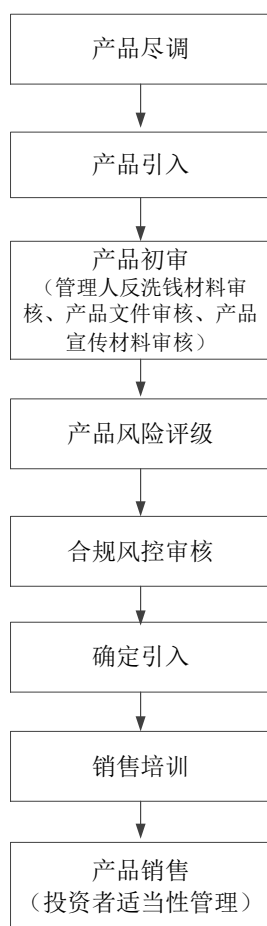 产品尽调
产品引入
产品初审
（管理人反洗钱材料审
核、产品文件审核、产品
宣传材料审核）
产品风险评级
合规风控审核
确定引入
销售培训
产品销售
（投资者适当性管理）